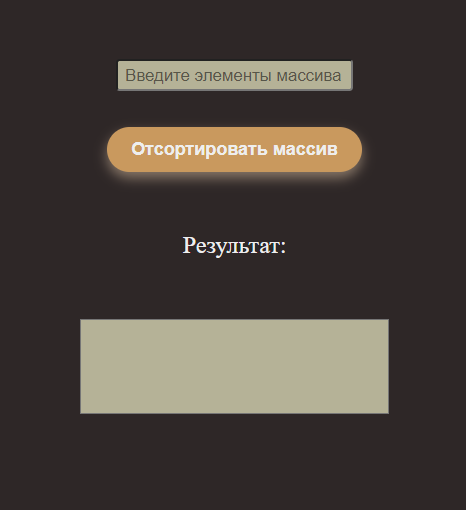 Введите элементы массива
Отсортировать массив
Результат: